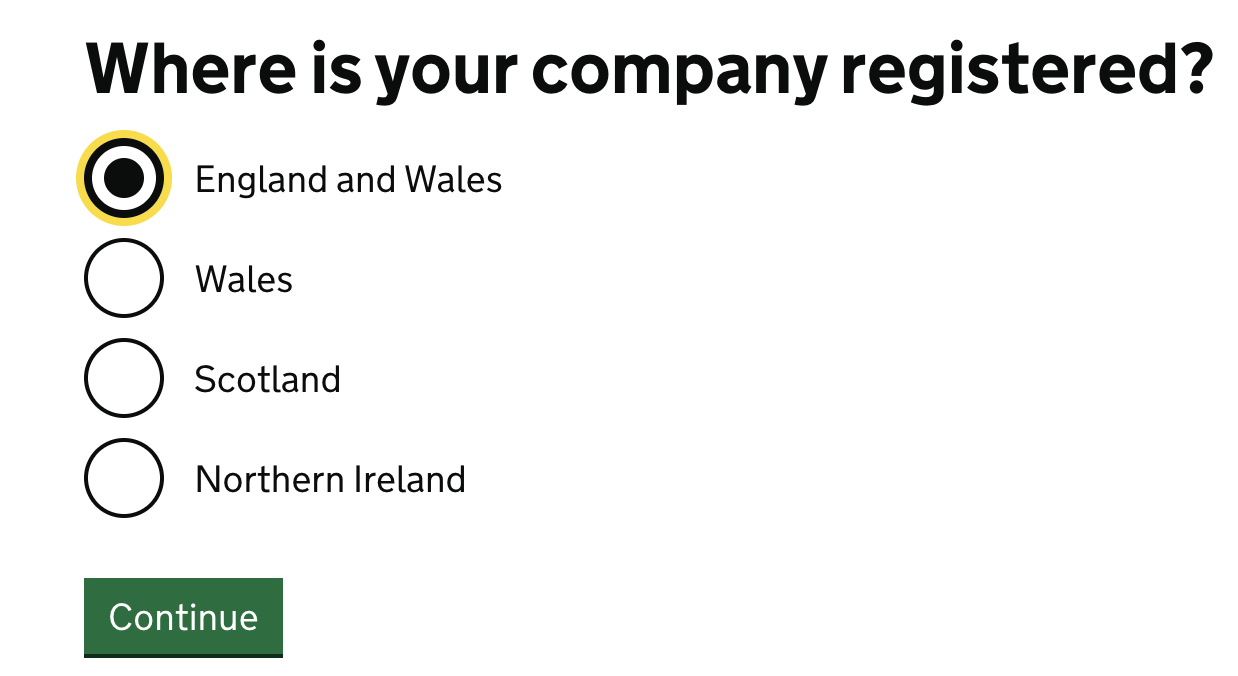 Where is your company registered?
England and Wales
Wales
Scotland
Northern Ireland
Continue